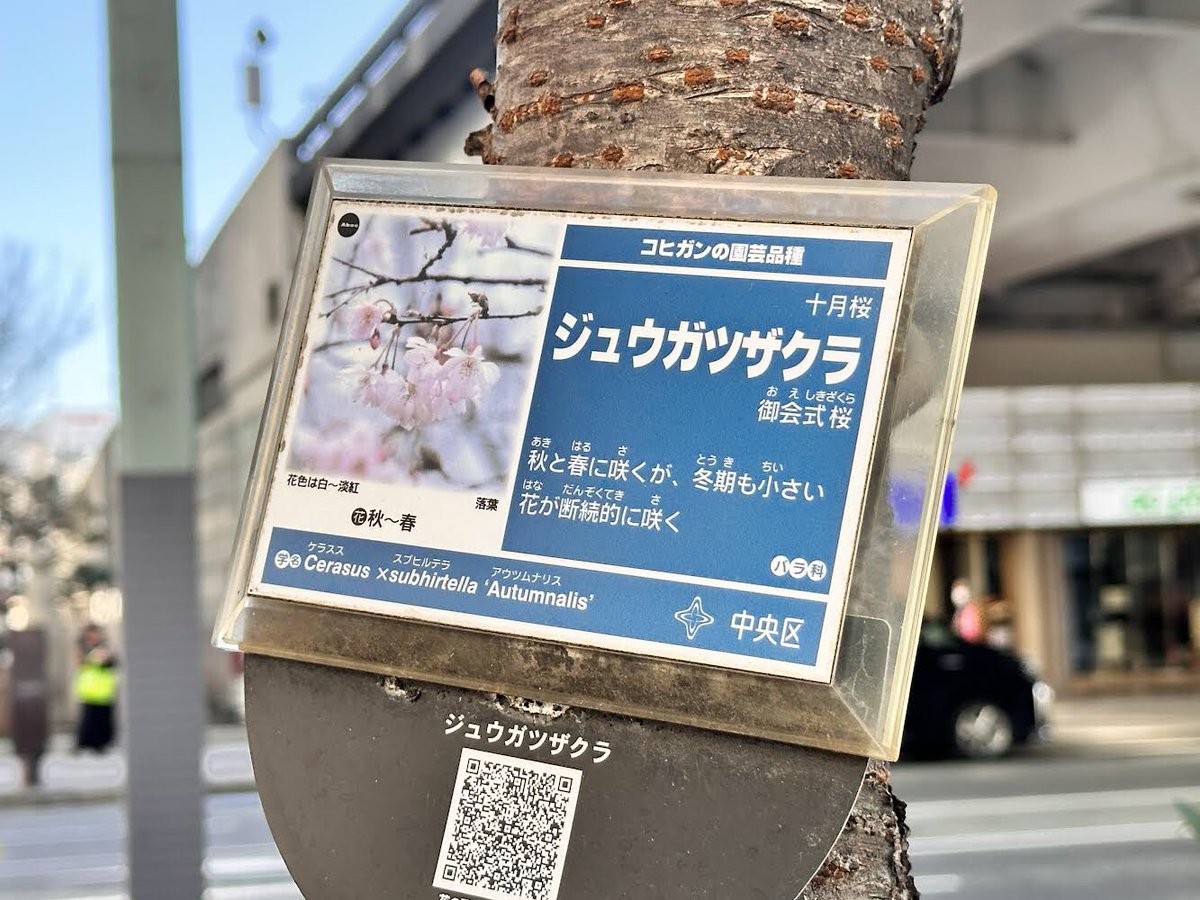 Aboc
コヒガンの園芸品種
十月桜
ジュウガツザクラ
おえしきざくら
御会式桜
あき はる さ とうき ちい
秋と春に咲くが、冬期も小さい
はな だんぞくてき さ
花が断続的に咲く
バラ科
花色は白〜淡紅
落葉
花秋〜春
ケラスス スブヒルテラ アウツムナリス
学名 Cerasus ×subhirtella ‘Autumnalis’
中央区
ジュウガツザクラ